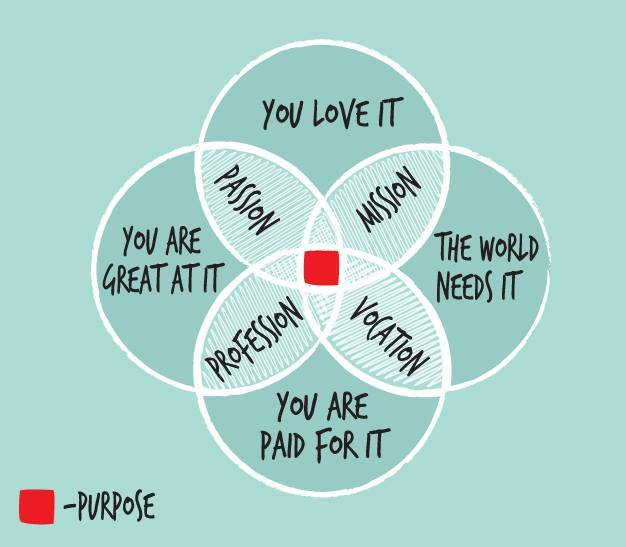 YOU LOVE IT
PASSION
MISSION
YOU ARE
GREAT AT IT
THE WORLD
NEEDS IT
PROFESSION
VOCATION
YOU ARE
PAID FOR IT
-PURPOSE